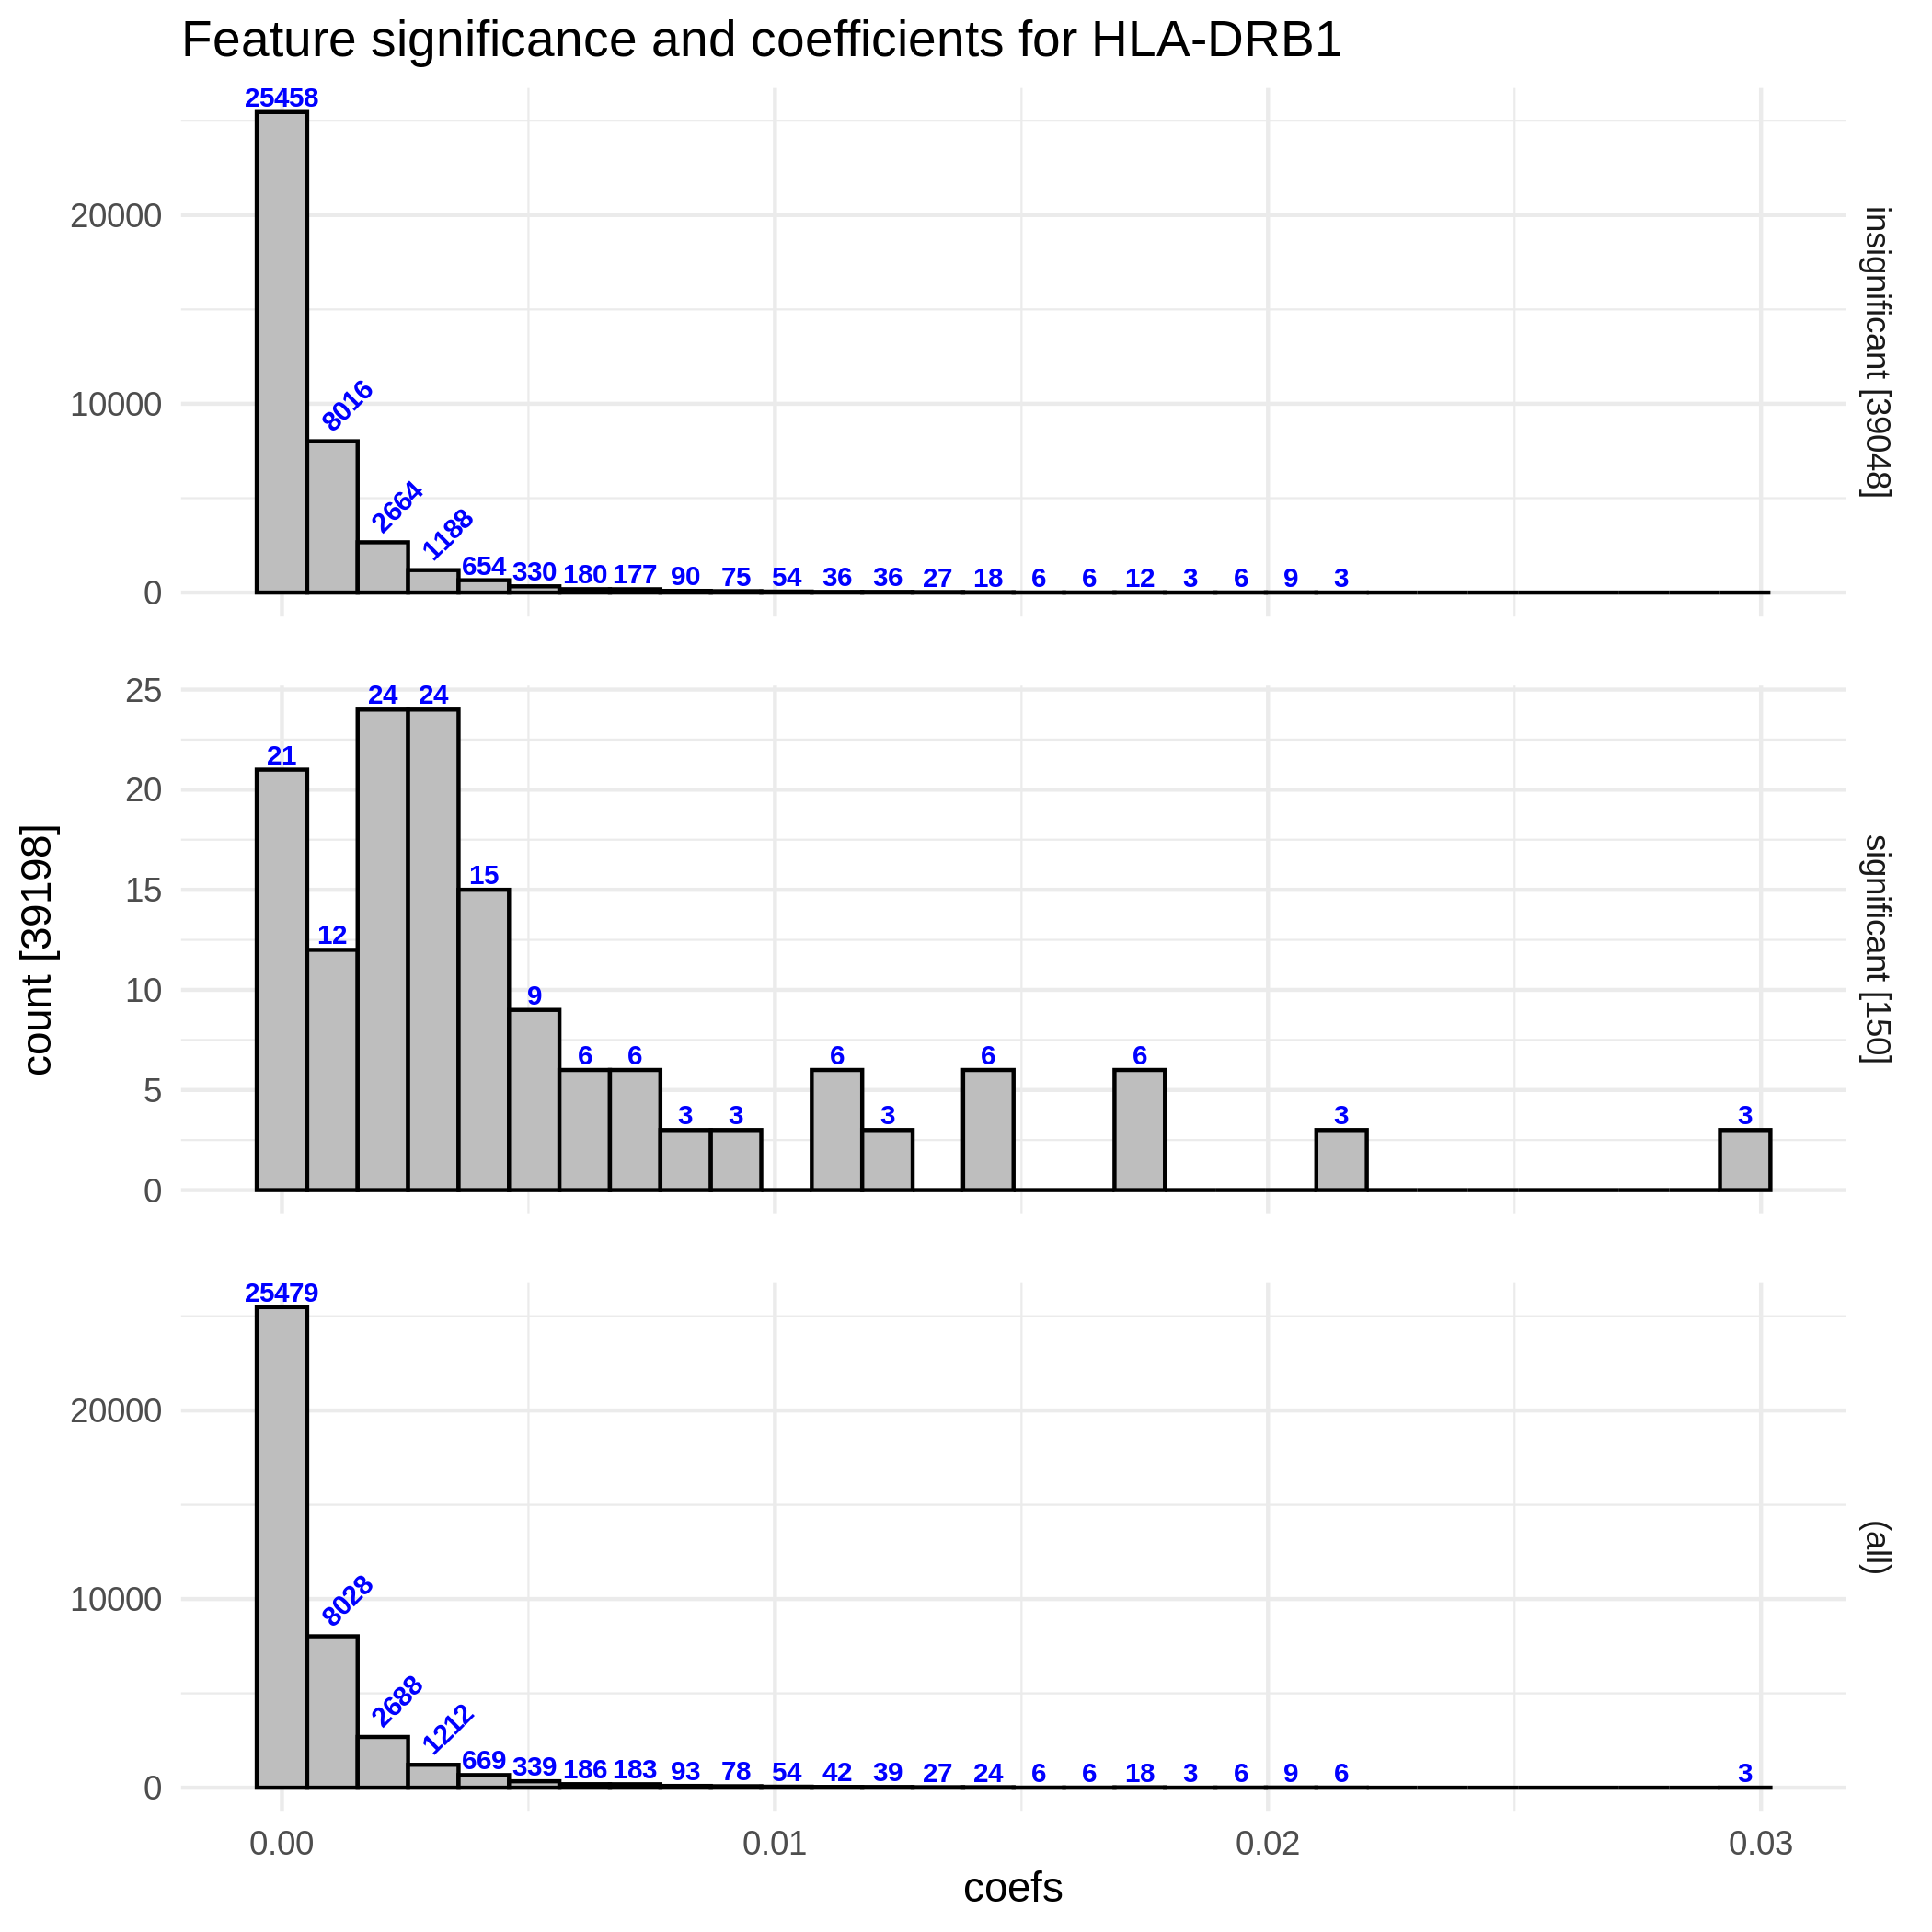 Feature significance and coefficients for HLA-DRB1
count [39198]
25458
8016
2664
1188
654 330 180 177 90 75 54 36 36 27 18 6 6 12 3 6 9 3
20000
10000
0
insignificant [39048]
21 12 24 24 15 9 6 6 3 3 6 3 6 6 3 3
25
20
15
10
5
0
significant [150]
25479
8028
2688
1212
669 339 186 183 93 78 54 42 39 27 24 6 6 18 3 6 9 6 3
20000
10000
0
(all)
0.00 0.01 0.02 0.03
coefs